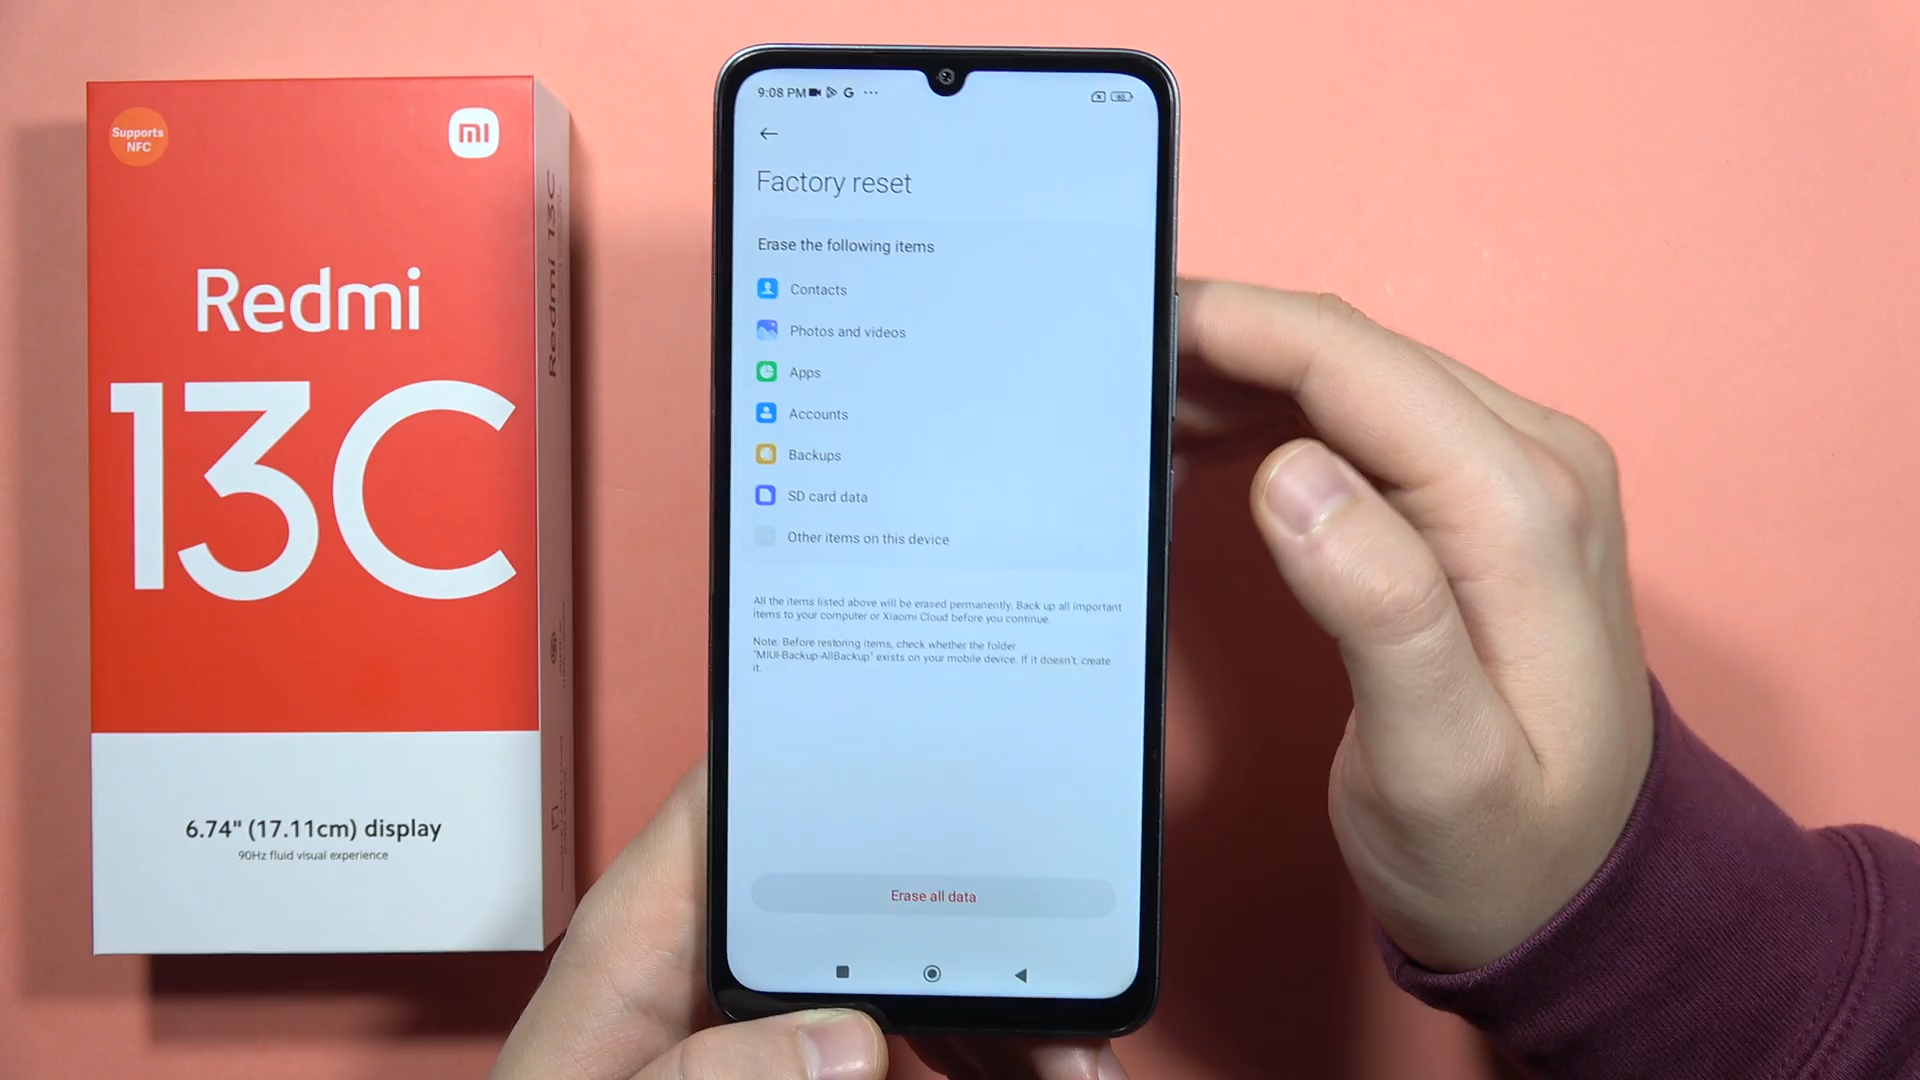 Supports
NFC
mi
Redmi
13C
6.74" (17.11cm) display
90Hz fluid visual experience
Redmi 13C
9:08 PM
Factory reset
Erase the following items
Contacts
Photos and videos
Apps
Accounts
Backups
SD card data
Other items on this device
All the items listed above will be erased permanently. Back up all important
items to your computer or Xiaomi Cloud before you continue.
Note: Before restoring items, check whether the folder
"MIUI-Backup-AllBackup" exists on your mobile device. If it doesn't, create
it.
Erase all data